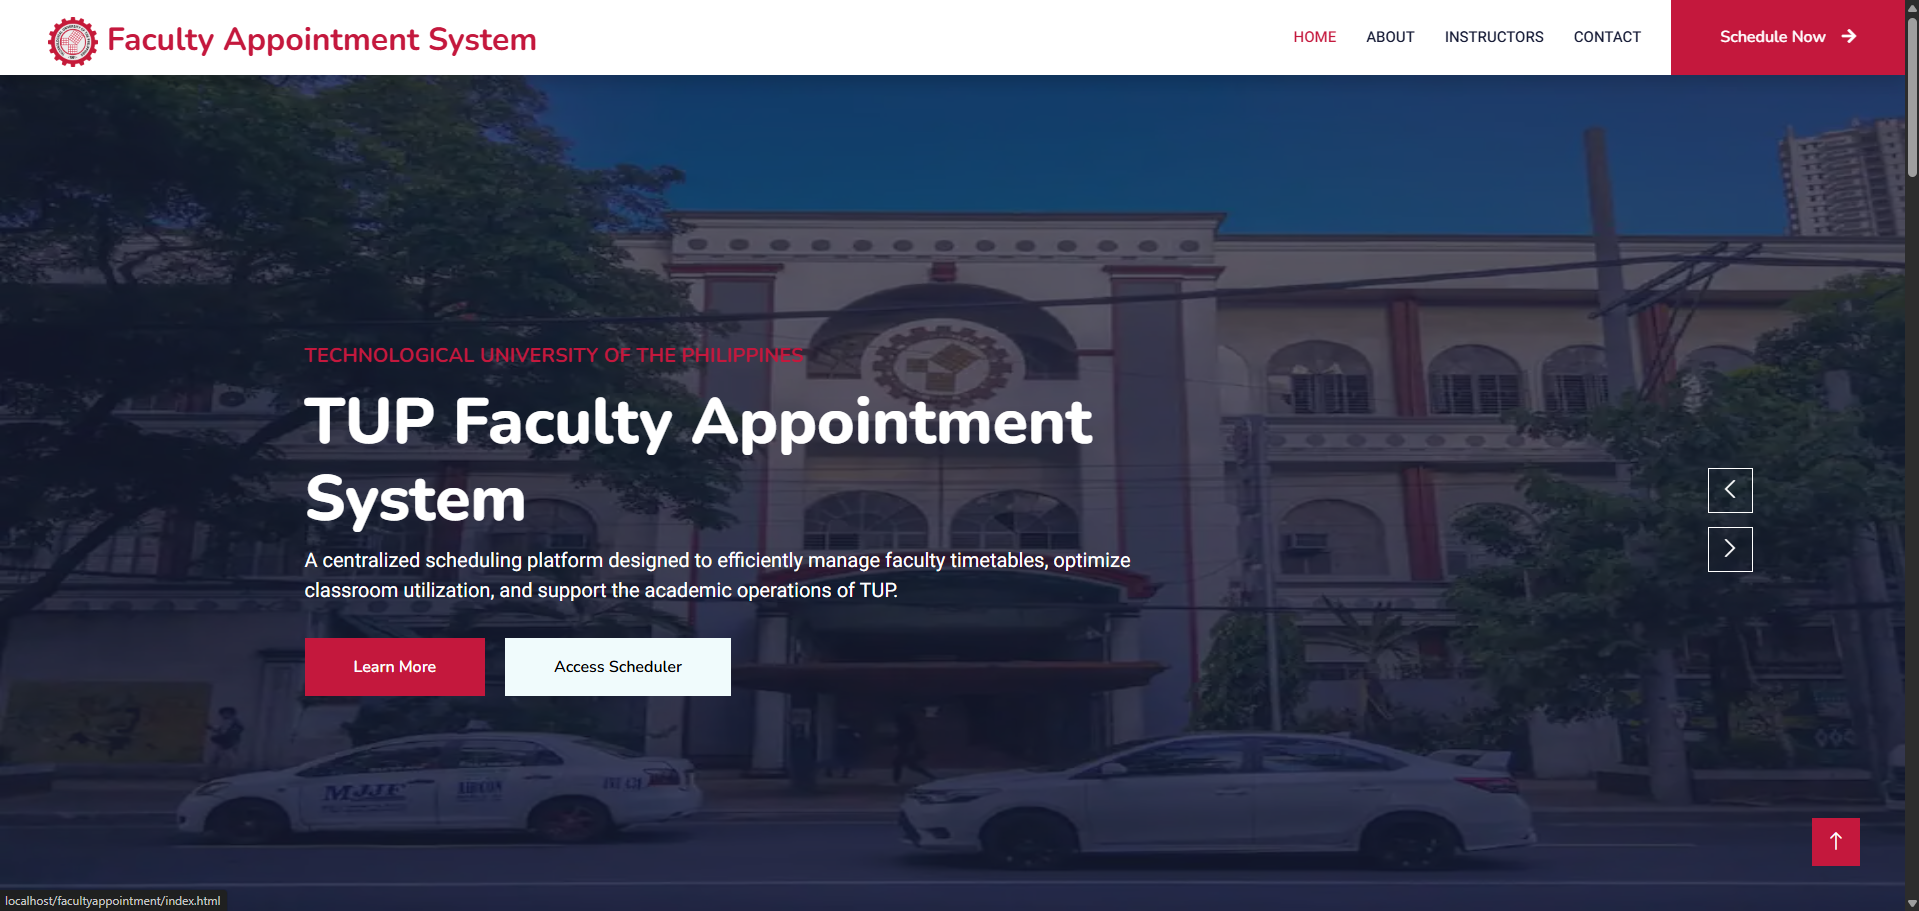 Faculty Appointment System
HOME ABOUT INSTRUCTORS CONTACT Schedule Now
TECHNOLOGICAL UNIVERSITY OF THE PHILIPPINES
TUP Faculty Appointment
System
A centralized scheduling platform designed to efficiently manage faculty timetables, optimize
classroom utilization, and support the academic operations of TUP.
Learn More Access Scheduler
MJJF AIRCON
localhost/facultyappointment/index.html